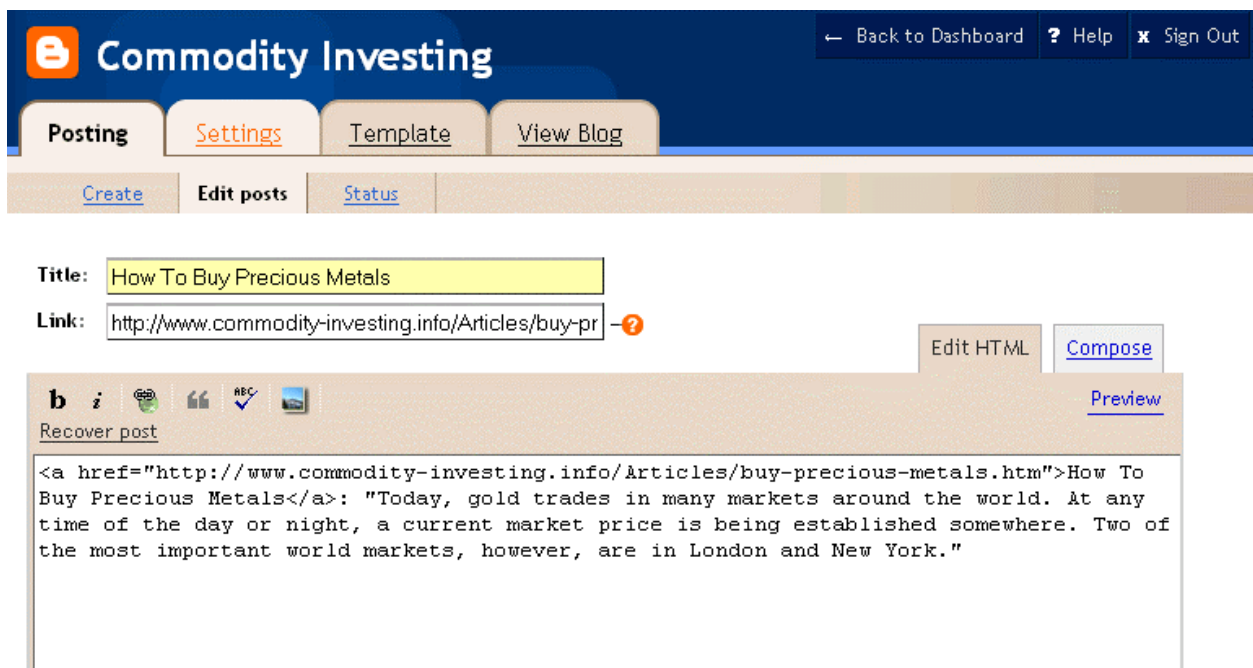 Commodity Investing
← Back to Dashboard ? Help x Sign Out
Posting Settings Template View Blog
Create Edit posts Status
Title: How To Buy Precious Metals
Link: http://www.commodity-investing.info/Articles/buy-pr –?
Edit HTML Compose
b i “ ABC Preview
Recover post
<a href="http://www.commodity-investing.info/Articles/buy-precious-metals.htm">How To
Buy Precious Metals</a>: "Today, gold trades in many markets around the world. At any
time of the day or night, a current market price is being established somewhere. Two of
the most important world markets, however, are in London and New York."